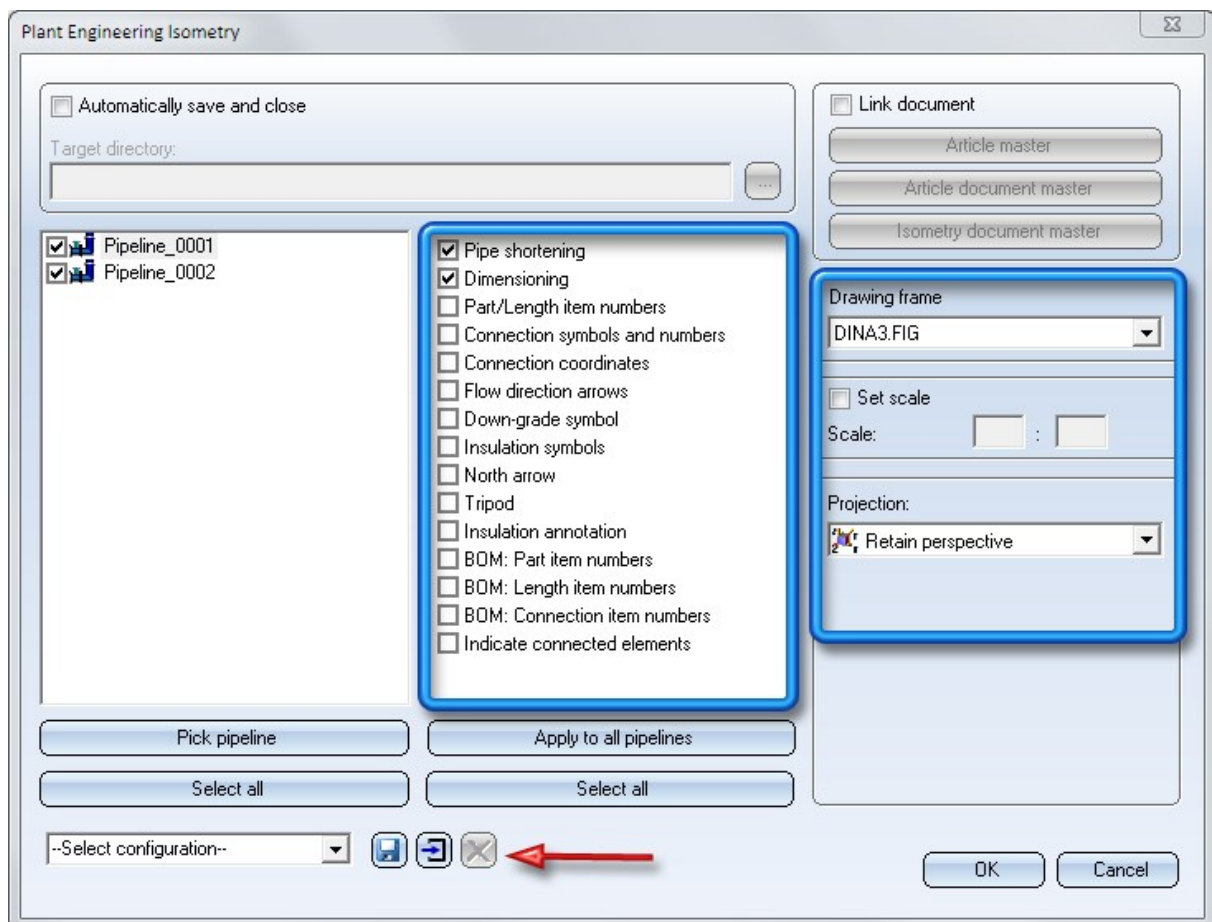 Plant Engineering Isometry
Automatically save and close
Target directory:
...
Pipeline_0001
Pipeline_0002
Pipe shortening
Dimensioning
Part/Length item numbers
Connection symbols and numbers
Connection coordinates
Flow direction arrows
Down-grade symbol
Insulation symbols
North arrow
Tripod
Insulation annotation
BOM: Part item numbers
BOM: Length item numbers
BOM: Connection item numbers
Indicate connected elements
Link document
Article master
Article document master
Isometry document master
Drawing frame
DINA3.FIG
Set scale
Scale: :
Projection:
Retain perspective
Pick pipeline
Apply to all pipelines
Select all
Select all
--Select configuration--
OK
Cancel